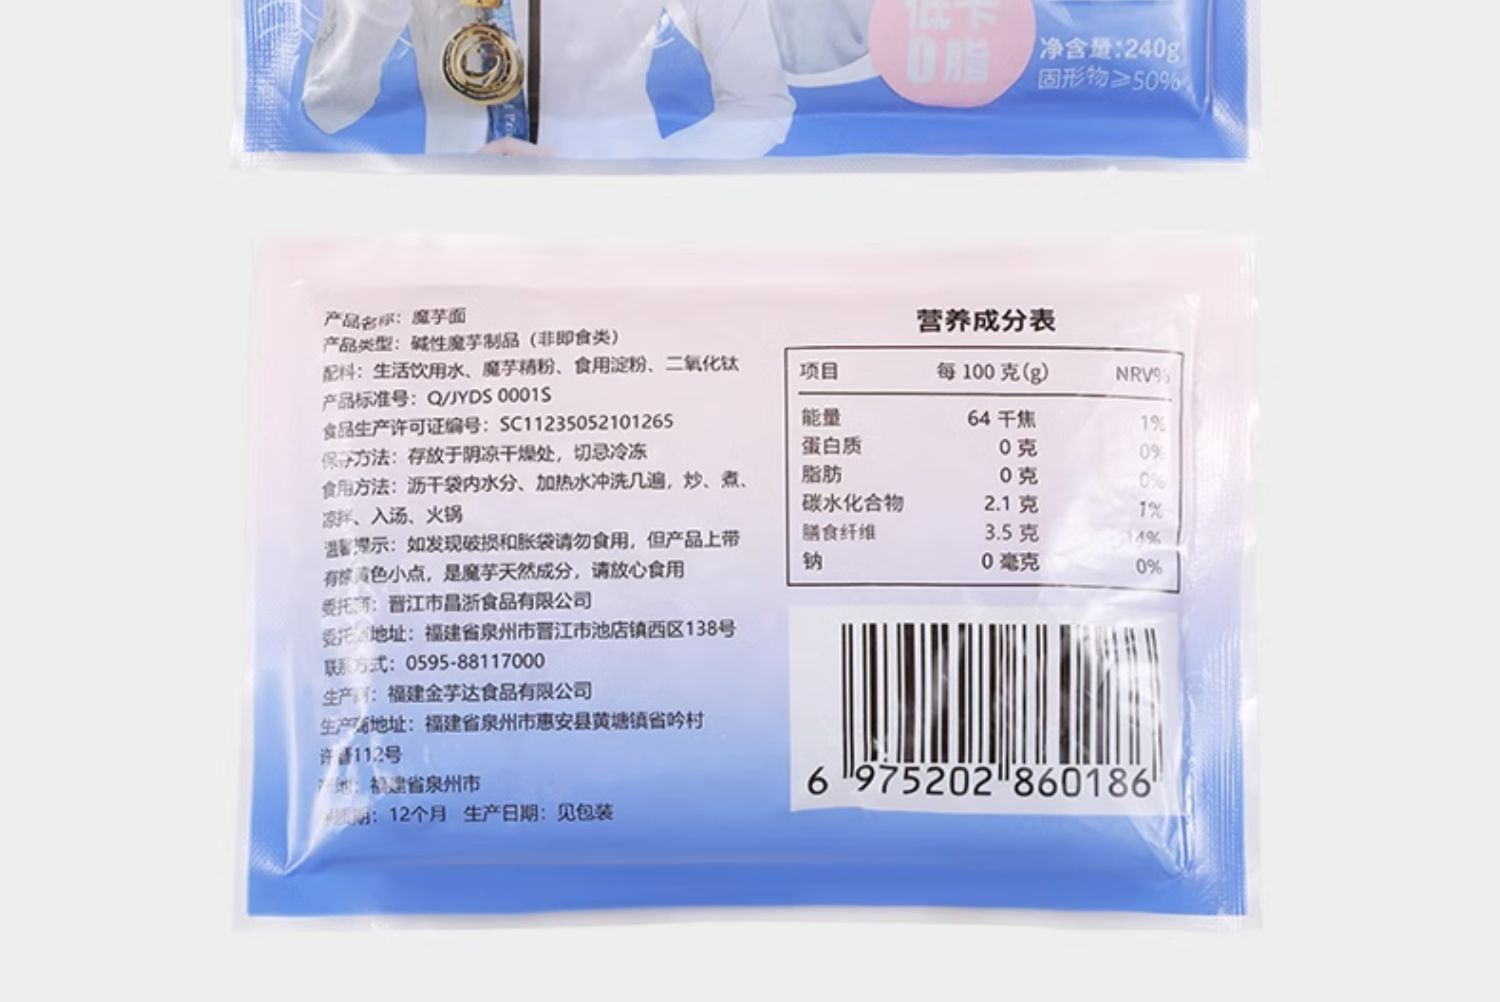 低卡
0脂
净含量:240g
固形物≥50%
产品名称：魔芋面
产品类型：碱性魔芋制品（非即食类）
配料：生活饮用水、魔芋精粉、食用淀粉、二氧化钛
产品标准号：Q/JYDS 0001S
食品生产许可证编号：SC11235052101265
保存方法：存放于阴凉干燥处，切忌冷冻
食用方法：沥干袋内水分、加热水冲洗几遍，炒、煮、
凉拌、入汤、火锅
温馨提示：如发现破损和胀袋请勿食用，但产品上带
有棕黄色小点，是魔芋天然成分，请放心食用
委托商：晋江市昌浙食品有限公司
委托商地址：福建省泉州市晋江市池店镇西区138号
联系方式：0595-88117000
生产商：福建金芋达食品有限公司
生产商地址：福建省泉州市惠安县黄塘镇省吟村
许厝112号
产地：福建省泉州市
保质期：12个月 生产日期：见包装
营养成分表
项目 每 100 克(g) NRV%
能量 64 千焦 1%
蛋白质 0 克 0%
脂肪 0 克 0%
碳水化合物 2.1 克 1%
膳食纤维 3.5 克 14%
钠 0 毫克 0%
6 975202 860186